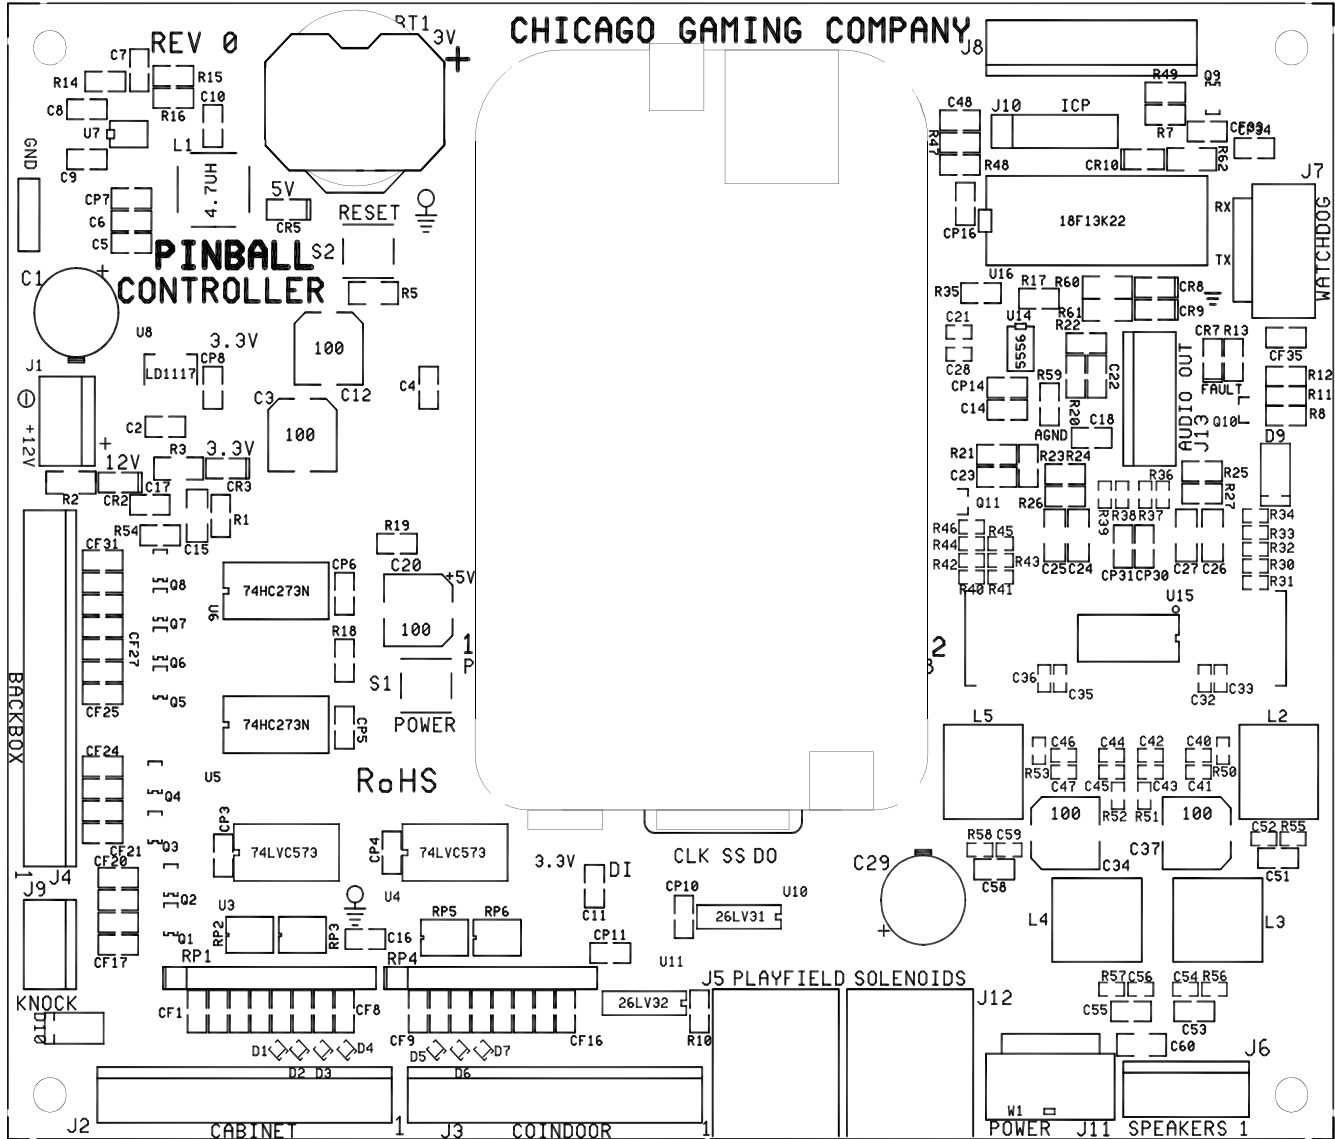 CHICAGO GAMING COMPANY
REV 0
BT1
3V
+
J8
C7
R14
R15
C8
R16
C10
U7
L1
C9
GND
4.7UH
CP7
C6
C5
5V
CR5
RESET
S2
R5
PINBALL
CONTROLLER
C1
+
R49
Q9
C48
J10
ICP
R7
CP34
R47
R48
CR10
R62
J7
CP16
18F13K22
RX
TX
WATCHDOG
U16
R35
R17
R60
CR8
R61
CR9
C21
U14
R22
5556
C28
C22
CR7
R13
CF35
FAULT
CP14
R59
C14
R20
AGND
C18
AUDIO OUT
J13
R12
R11
R8
Q10
D9
U8
3.3V
LD1117
CP8
100
C12
C4
J1
+12V
C3
100
C2
+
12V
R3
3.3V
R2
CR2
CR3
C17
R1
R54
C15
R19
R21
C23
R23
R24
Q11
R26
R36
R25
R27
R39
R38
R37
R34
R33
R32
R30
R31
R46
R45
R44
R42
R43
R40
R41
C25
C24
CP31
CP30
C27
C26
CF31
Q8
Q7
CF27
Q6
Q5
CF25
74HC273N
U6
CP6
C20
+5V
100
R18
S1
POWER
1
P
2
U15
C36
C35
C32
C33
74HC273N
CP5
BACKBOX
CF24
U5
Q4
Q3
CF21
CF20
RoHS
L5
L2
C46
R53
C47
C44
C45
C42
C43
C40
C41
R50
R52
R51
100
100
R58
C59
C58
C34
C37
C52
R55
C51
CP3
74LVC573
CP4
74LVC573
3.3V
DI
C11
CLK SS DO
C29
+
CP10
26LV31
U10
1
J4
J9
Q2
Q1
CF17
U3
U4
RP2
RP3
C16
RP5
RP6
CP11
U11
L4
L3
KNOCK
D10
RP1
RP4
CF1
CF8
CF9
CF16
26LV32
R10
J5 PLAYFIELD SOLENOIDS
J12
R57
C56
C54
R56
C55
C53
D1
D2
D3
D4
D5
D6
D7
C60
J6
W1
J2
CABINET
1
J3
COINDOOR
1
POWER
J11
SPEAKERS 1